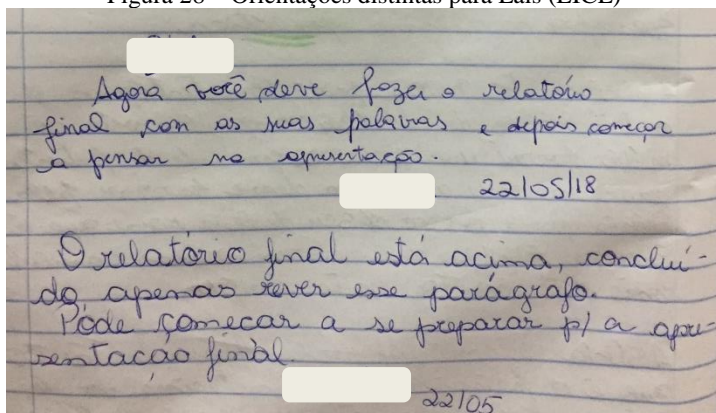 Figura 28 – Orientações distintas para Laís (EICE)
Agora você deve fazer o relatório
final com as suas palavras e depois começar
a pensar na apresentação.
22/05/18
O relatório final está acima, conclui-
do apenas rever esse parágrafo.
Pode começar a se preparar p/ a apre-
sentação final.
22/05